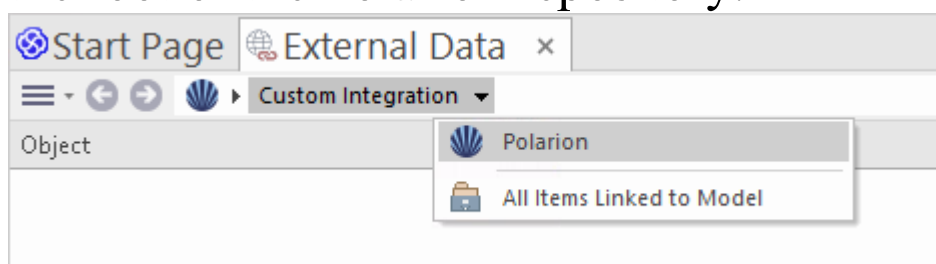 Start Page External Data ×
Custom Integration
Object
Polarion
All Items Linked to Model